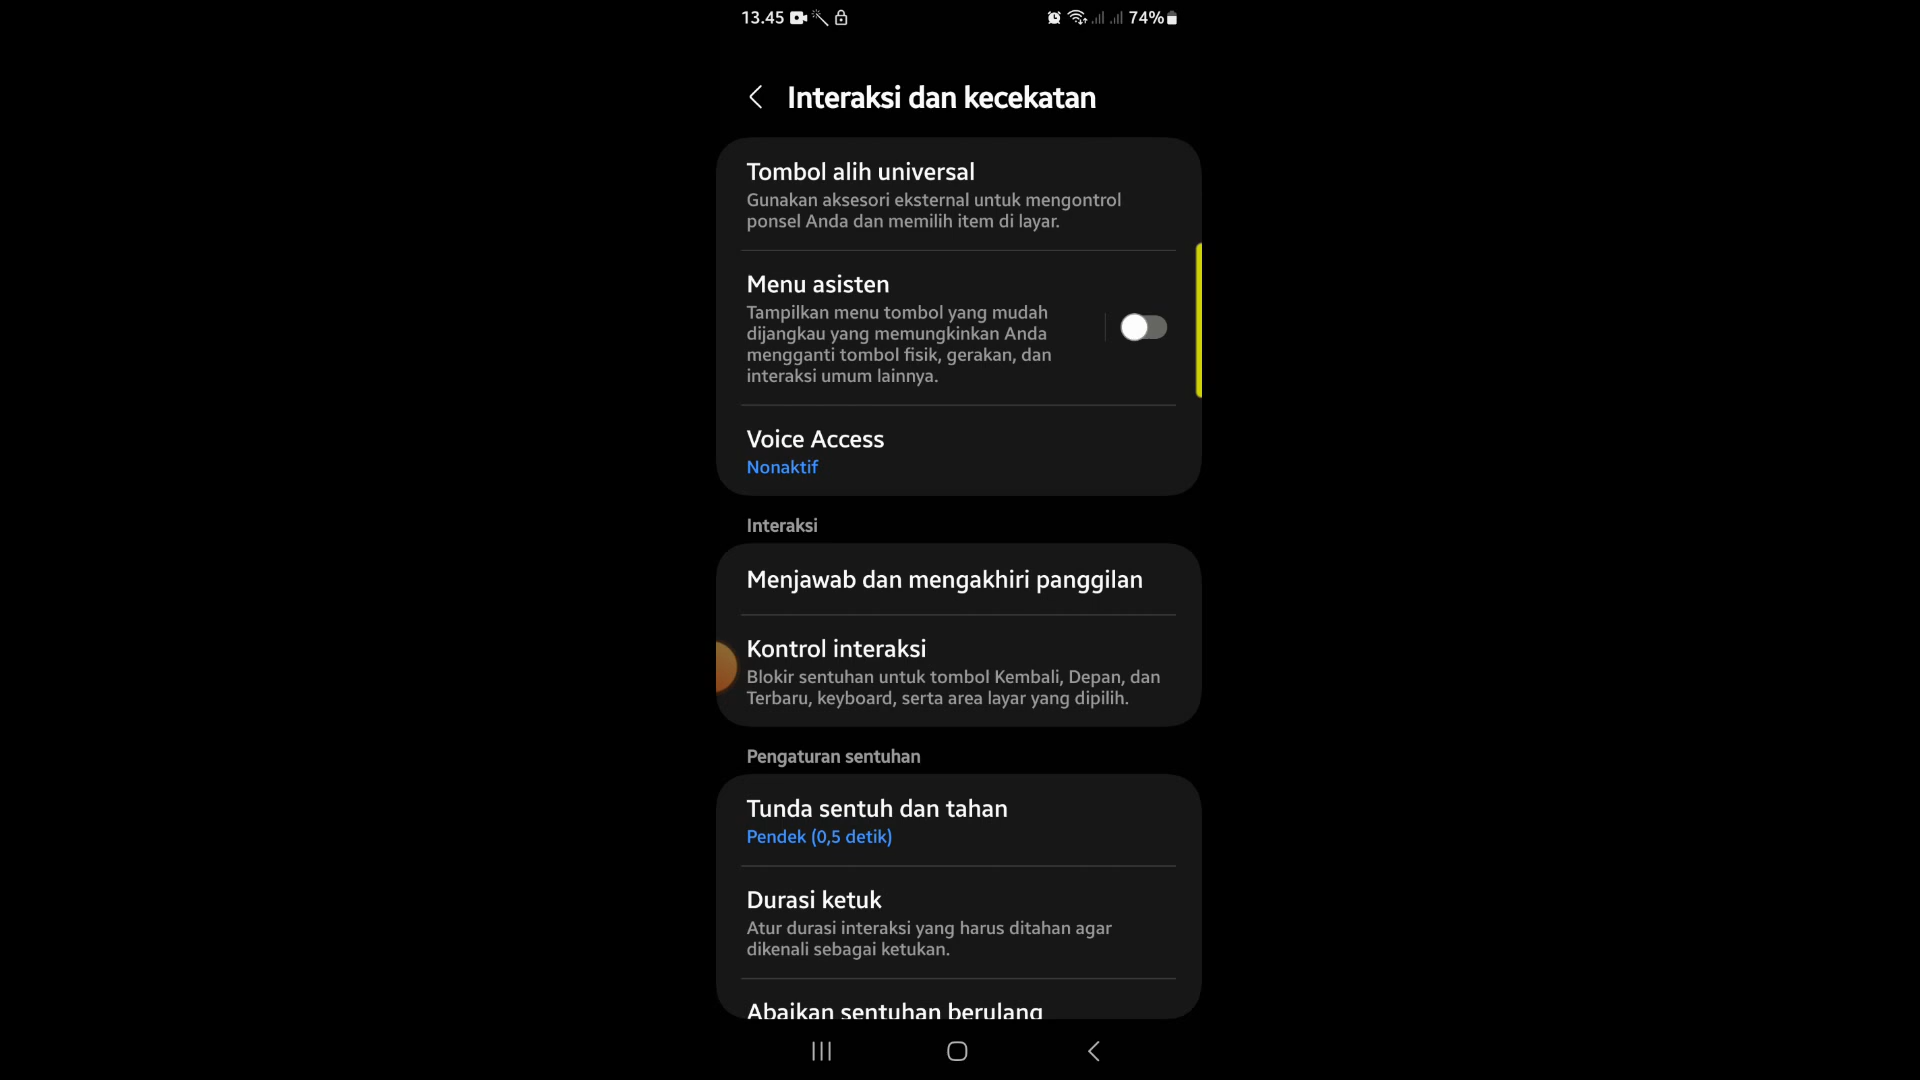 13.45
74%
Interaksi dan kecekatan
Tombol alih universal
Gunakan aksesori eksternal untuk mengontrol
ponsel Anda dan memilih item di layar.
Menu asisten
Tampilkan menu tombol yang mudah
dijangkau yang memungkinkan Anda
mengganti tombol fisik, gerakan, dan
interaksi umum lainnya.
Voice Access
Nonaktif
Interaksi
Menjawab dan mengakhiri panggilan
Kontrol interaksi
Blokir sentuhan untuk tombol Kembali, Depan, dan
Terbaru, keyboard, serta area layar yang dipilih.
Pengaturan sentuhan
Tunda sentuh dan tahan
Pendek (0,5 detik)
Durasi ketuk
Atur durasi interaksi yang harus ditahan agar
dikenali sebagai ketukan.
Abaikan sentuhan berulang